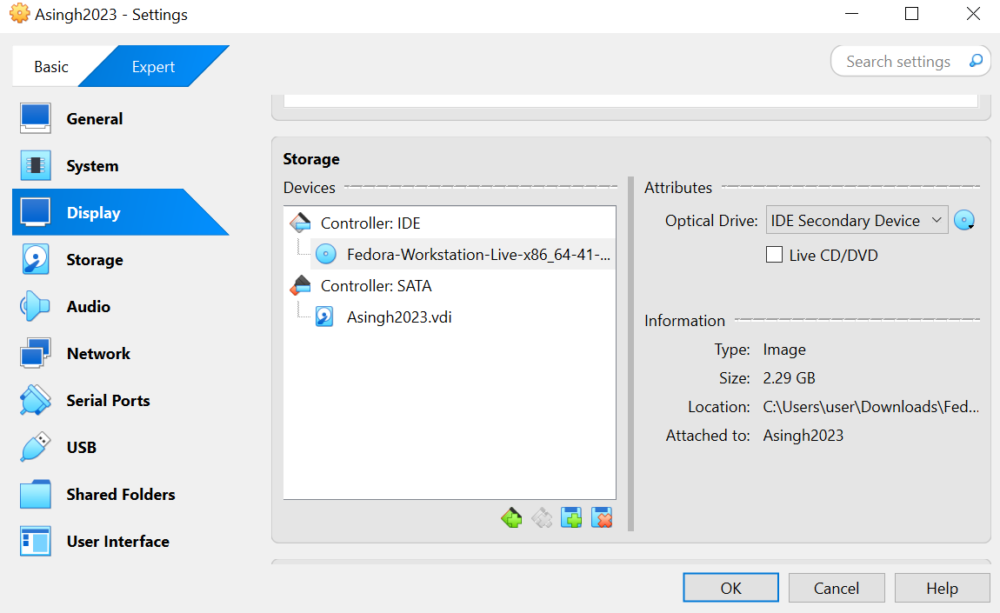 Asingh2023 - Settings
Basic
Expert
Search settings
General
System
Display
Storage
Audio
Network
Serial Ports
USB
Shared Folders
User Interface
Storage
Devices
Controller: IDE
Fedora-Workstation-Live-x86_64-41-...
Controller: SATA
Asingh2023.vdi
Attributes
Optical Drive: IDE Secondary Device
Live CD/DVD
Information
Type: Image
Size: 2.29 GB
Location: C:\Users\user\Downloads\Fed...
Attached to: Asingh2023
OK
Cancel
Help